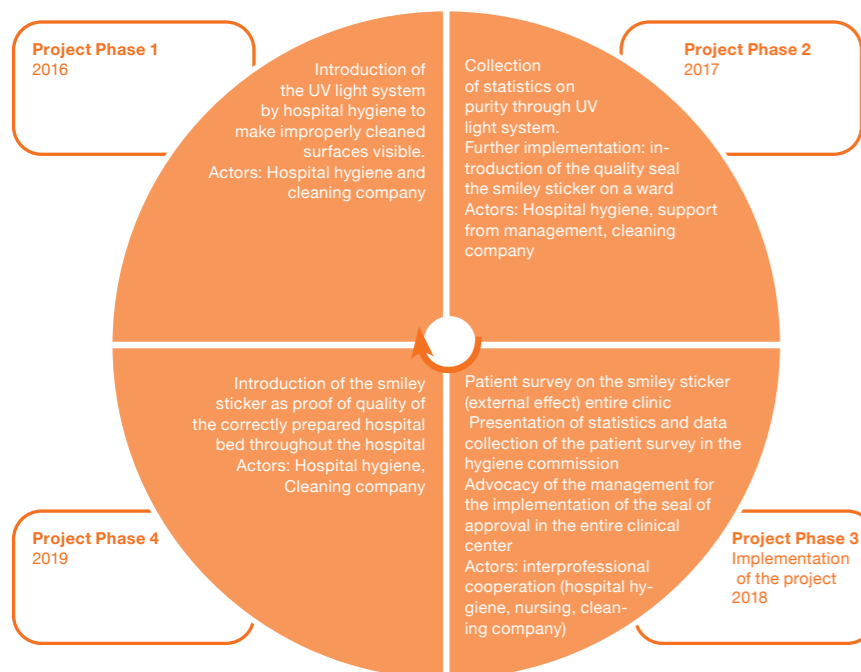 Project Phase 1
2016
Introduction of
the UV light system
by hospital hygiene to
make improperly cleaned
surfaces visible.
Actors: Hospital hygiene and
cleaning company
Collection
of statistics on
purity through UV
light system.
Further implementation: in-
troduction of the quality seal
the smiley sticker on a ward
Actors: Hospital hygiene, support
from management, cleaning
company
Project Phase 2
2017
Introduction of the smiley
sticker as proof of quality of
the correctly prepared hospital
bed throughout the hospital
Actors: Hospital hygiene,
Cleaning company
Patient survey on the smiley sticker
(external effect) entire clinic
Presentation of statistics and data
collection of the patient survey in the
hygiene commission
Advocacy of the management for
the implementation of the seal of
approval in the entire clinical
center
Actors: interprofessional
cooperation (hospital hy-
giene, nursing, clean-
ing company)
Project Phase 4
2019
Project Phase 3
Implementation
of the project
2018